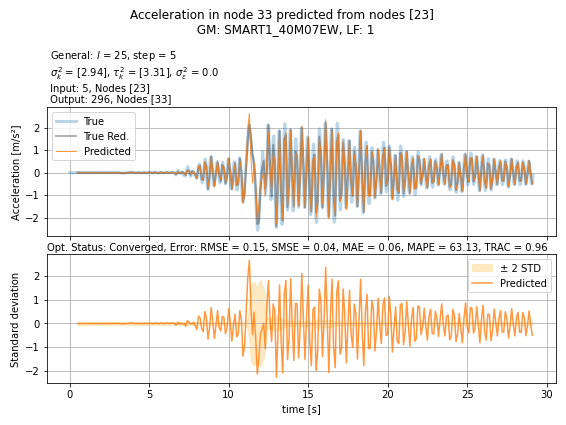 Acceleration in node 33 predicted from nodes [23]
GM: SMART1_40M07EW, LF: 1
General: l = 25, step = 5
σ²ₖ = [2.94], τ²ₖ = [3.31], σ²ε = 0.0
Input: 5, Nodes [23]
Output: 296, Nodes [33]
True
True Red.
Predicted
Acceleration [m/s²]
2
1
0
−1
−2
Opt. Status: Converged, Error: RMSE = 0.15, SMSE = 0.04, MAE = 0.06, MAPE = 63.13, TRAC = 0.96
± 2 STD
Predicted
Standard deviation
2
1
0
−1
−2
0 5 10 15 20 25 30
time [s]